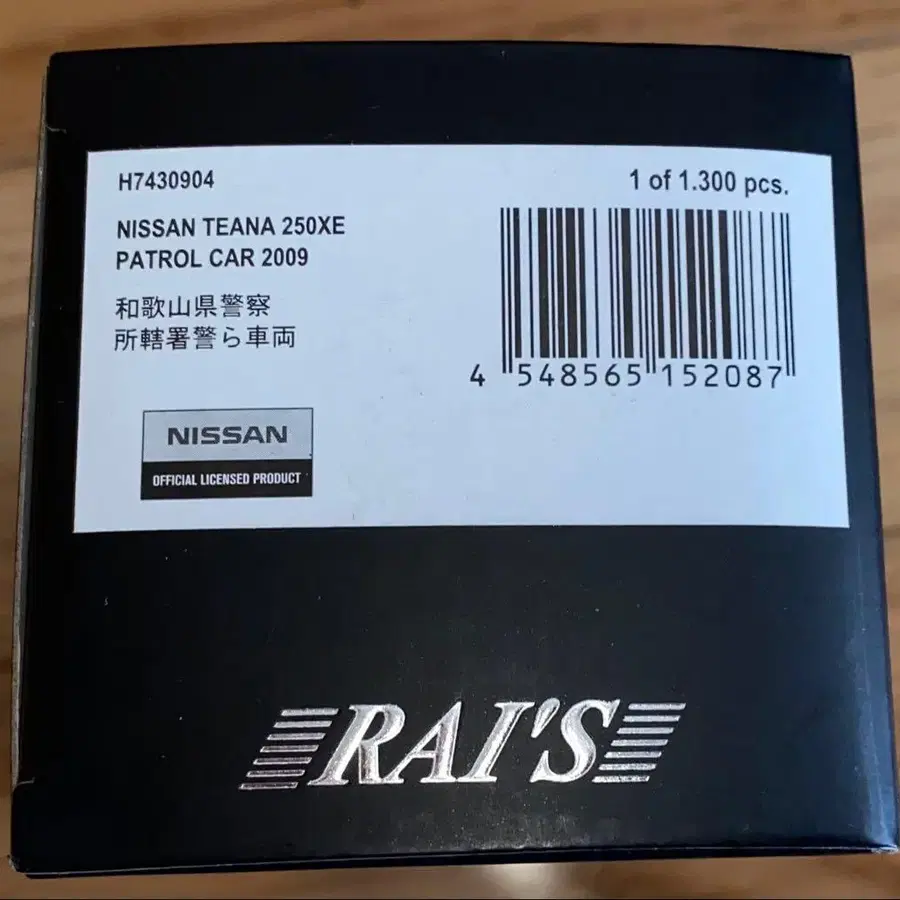 H7430904
1 of 1.300 pcs.
NISSAN TEANA 250XE
PATROL CAR 2009
和歌山県警察
所轄署警ら車両
4 548565 152087
NISSAN
OFFICIAL LICENSED PRODUCT
RAI'S